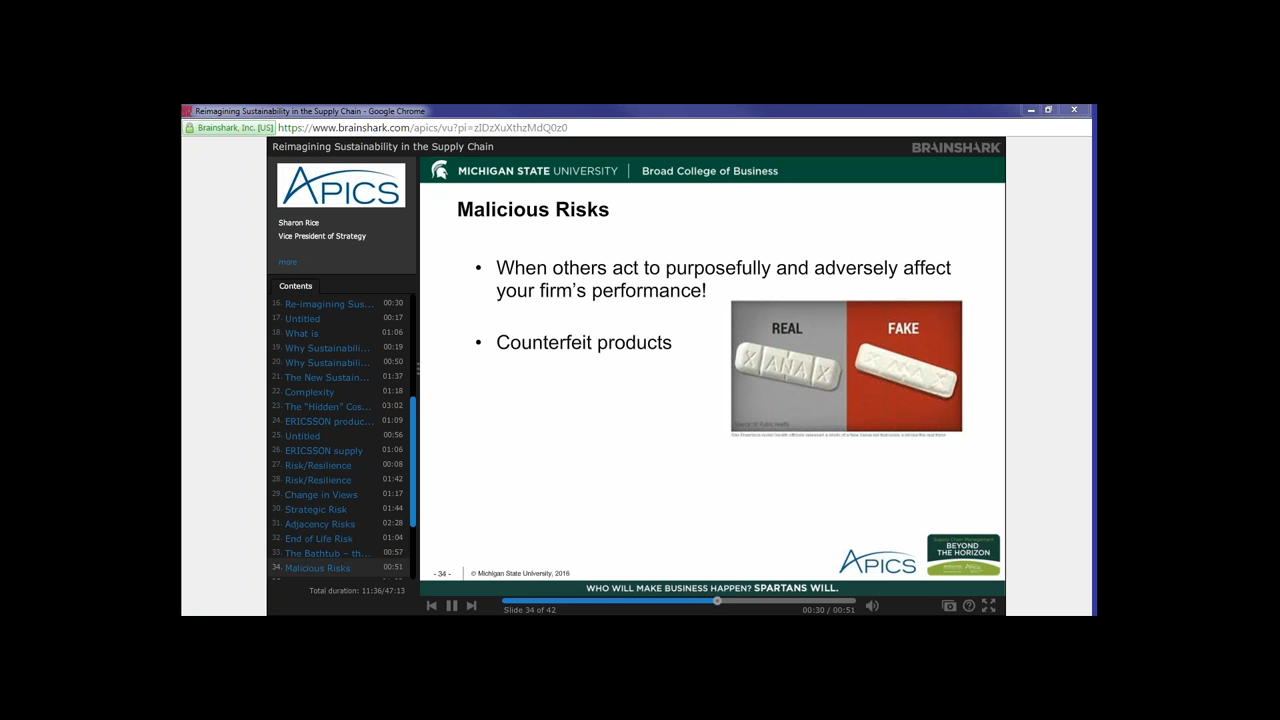 Reimagining Sustainability in the Supply Chain - Google Chrome
Brainshark, Inc. [US] https://www.brainshark.com/apics/vu?pi=zIDzXuXthzMdQ0z0
Reimagining Sustainability in the Supply Chain
BRAINSHARK
APICS
Sharon Rice
Vice President of Strategy
more
Contents
16. Re-imagining Sus... 00:30
17. Untitled 00:17
18. What is 01:06
19. Why Sustainabili... 00:19
20. Why Sustainabili... 00:50
21. The New Sustain... 01:37
22. Complexity 01:18
23. The “Hidden” Cos... 03:02
24. ERICSSON produc... 01:09
25. Untitled 00:56
26. ERICSSON supply 01:06
27. Risk/Resilience 00:08
28. Risk/Resilience 01:42
29. Change in Views 01:17
30. Strategic Risk 01:44
31. Adjacency Risks 02:28
32. End of Life Risk 01:04
33. The Bathtub – th... 00:57
34. Malicious Risks 00:51
Total duration: 11:36/47:13
MICHIGAN STATE UNIVERSITY | Broad College of Business
Malicious Risks
• When others act to purposefully and adversely affect
your firm’s performance!
• Counterfeit products
REAL
FAKE
XANAX
XANAX
APICS
Supply Chain Management
BEYOND
THE HORIZON
- 34 - © Michigan State University, 2016
WHO WILL MAKE BUSINESS HAPPEN? SPARTANS WILL.
Slide 34 of 42
00:30 / 00:51